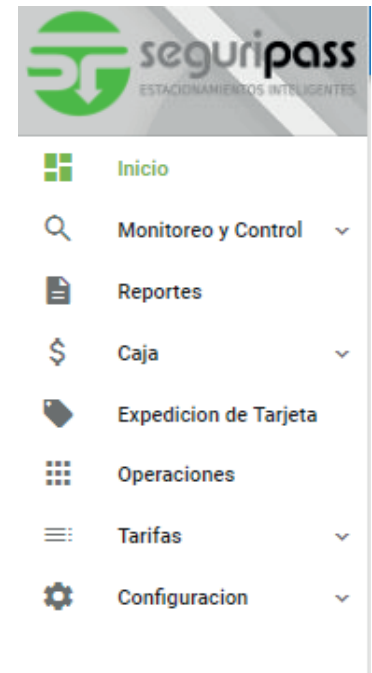 seguripass
ESTACIONAMIENTOS INTELIGENTES
Inicio
Monitoreo y Control
Reportes
Caja
Expedicion de Tarjeta
Operaciones
Tarifas
Configuracion